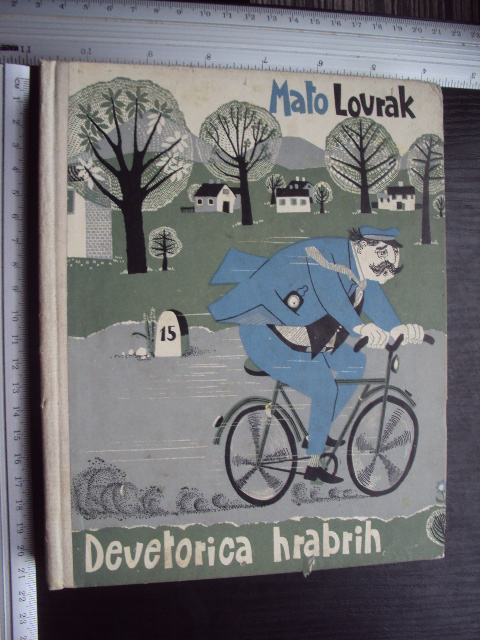 Mato Lovrak
15
Devetorica hrabrih